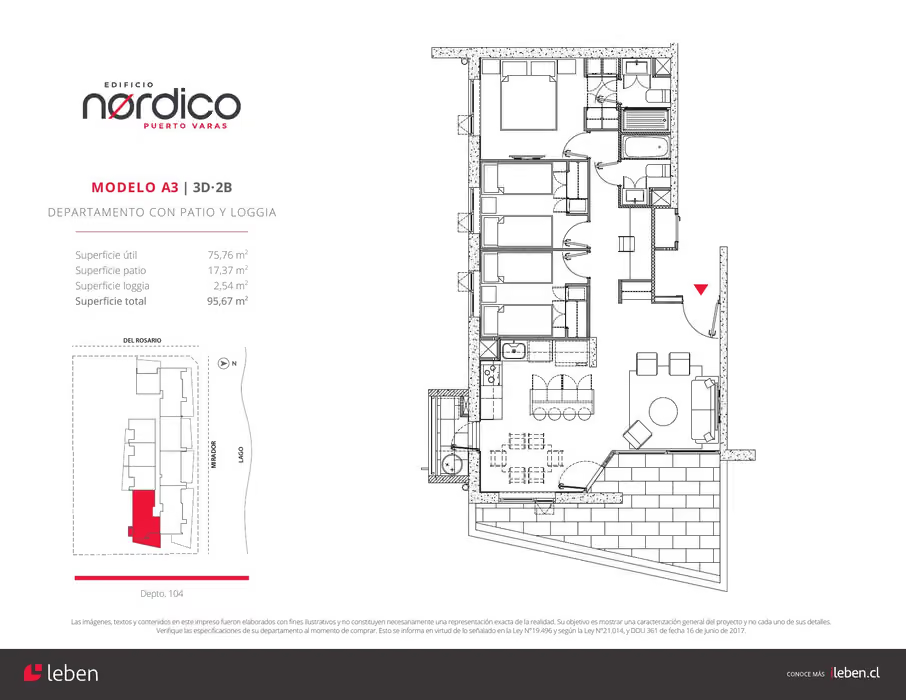 EDIFICIO
nørdico
PUERTO VARAS
MODELO A3 | 3D·2B
DEPARTAMENTO CON PATIO Y LOGGIA
Superficie útil 75,76 m²
Superficie patio 17,37 m²
Superficie loggia 2,54 m²
Superficie total 95,67 m²
DEL ROSARIO
N
MIRADOR
LAGO
Depto. 104
Las imágenes, textos y contenidos en este impreso fueron elaborados con fines ilustrativos y no constituyen necesariamente una representación exacta de la realidad. Su objetivo es mostrar una caracterización general del proyecto y no cada uno de sus detalles.
Verifique las especificaciones de su departamento al momento de comprar. Esto se informa en virtud de lo señalado en la Ley N°19.496 y según la Ley N°21.014, y DDU 361 de fecha 16 de junio de 2017.
leben
CONOCE MÁS ileben.cl